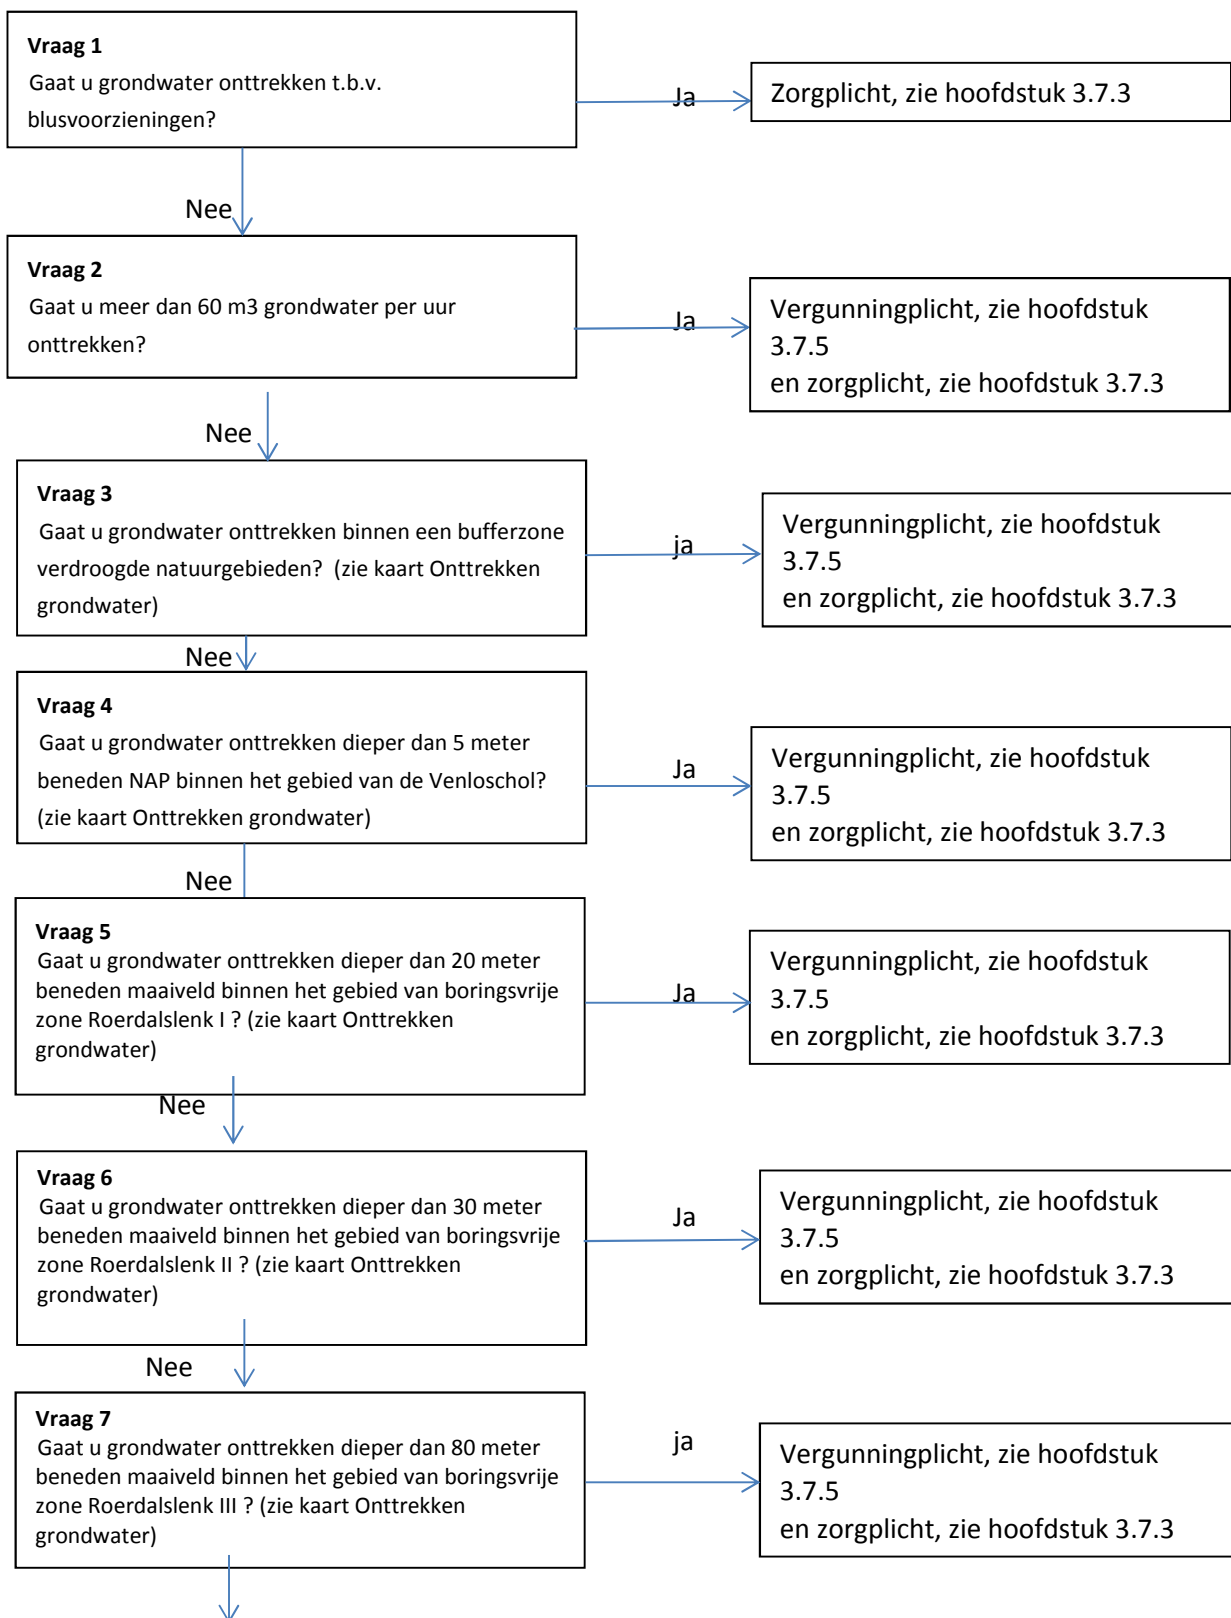 Vraag 1
Gaat u grondwater onttrekken t.b.v.
blusvoorzieningen?
Ja
Zorgplicht, zie hoofdstuk 3.7.3
Nee
Vraag 2
Gaat u meer dan 60 m3 grondwater per uur
onttrekken?
Ja
Vergunningplicht, zie hoofdstuk
3.7.5
en zorgplicht, zie hoofdstuk 3.7.3
Nee
Vraag 3
Gaat u grondwater onttrekken binnen een bufferzone
verdroogde natuurgebieden? (zie kaart Onttrekken
grondwater)
ja
Vergunningplicht, zie hoofdstuk
3.7.5
en zorgplicht, zie hoofdstuk 3.7.3
Nee
Vraag 4
Gaat u grondwater onttrekken dieper dan 5 meter
beneden NAP binnen het gebied van de Venloschol?
(zie kaart Onttrekken grondwater)
Ja
Vergunningplicht, zie hoofdstuk
3.7.5
en zorgplicht, zie hoofdstuk 3.7.3
Nee
Vraag 5
Gaat u grondwater onttrekken dieper dan 20 meter
beneden maaiveld binnen het gebied van boringsvrije
zone Roerdalslenk I ? (zie kaart Onttrekken
grondwater)
Ja
Vergunningplicht, zie hoofdstuk
3.7.5
en zorgplicht, zie hoofdstuk 3.7.3
Nee
Vraag 6
Gaat u grondwater onttrekken dieper dan 30 meter
beneden maaiveld binnen het gebied van boringsvrije
zone Roerdalslenk II ? (zie kaart Onttrekken
grondwater)
Ja
Vergunningplicht, zie hoofdstuk
3.7.5
en zorgplicht, zie hoofdstuk 3.7.3
Nee
Vraag 7
Gaat u grondwater onttrekken dieper dan 80 meter
beneden maaiveld binnen het gebied van boringsvrije
zone Roerdalslenk III ? (zie kaart Onttrekken
grondwater)
ja
Vergunningplicht, zie hoofdstuk
3.7.5
en zorgplicht, zie hoofdstuk 3.7.3